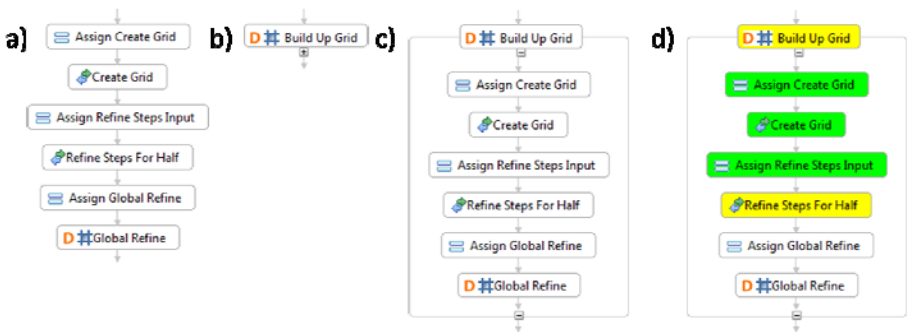 a)
Assign Create Grid
Create Grid
Assign Refine Steps Input
Refine Steps For Half
Assign Global Refine
D Global Refine
b)
D Build Up Grid
c)
D Build Up Grid
Assign Create Grid
Create Grid
Assign Refine Steps Input
Refine Steps For Half
Assign Global Refine
D Global Refine
d)
D Build Up Grid
Assign Create Grid
Create Grid
Assign Refine Steps Input
Refine Steps For Half
Assign Global Refine
D Global Refine